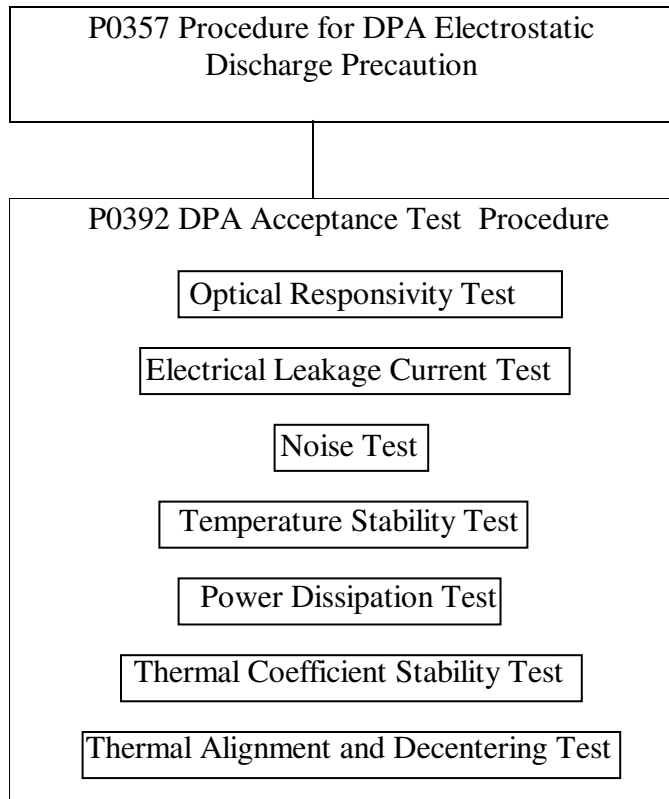 P0357 Procedure for DPA Electrostatic
Discharge Precaution
P0392 DPA Acceptance Test Procedure
Optical Responsivity Test
Electrical Leakage Current Test
Noise Test
Temperature Stability Test
Power Dissipation Test
Thermal Coefficient Stability Test
Thermal Alignment and Decentering Test